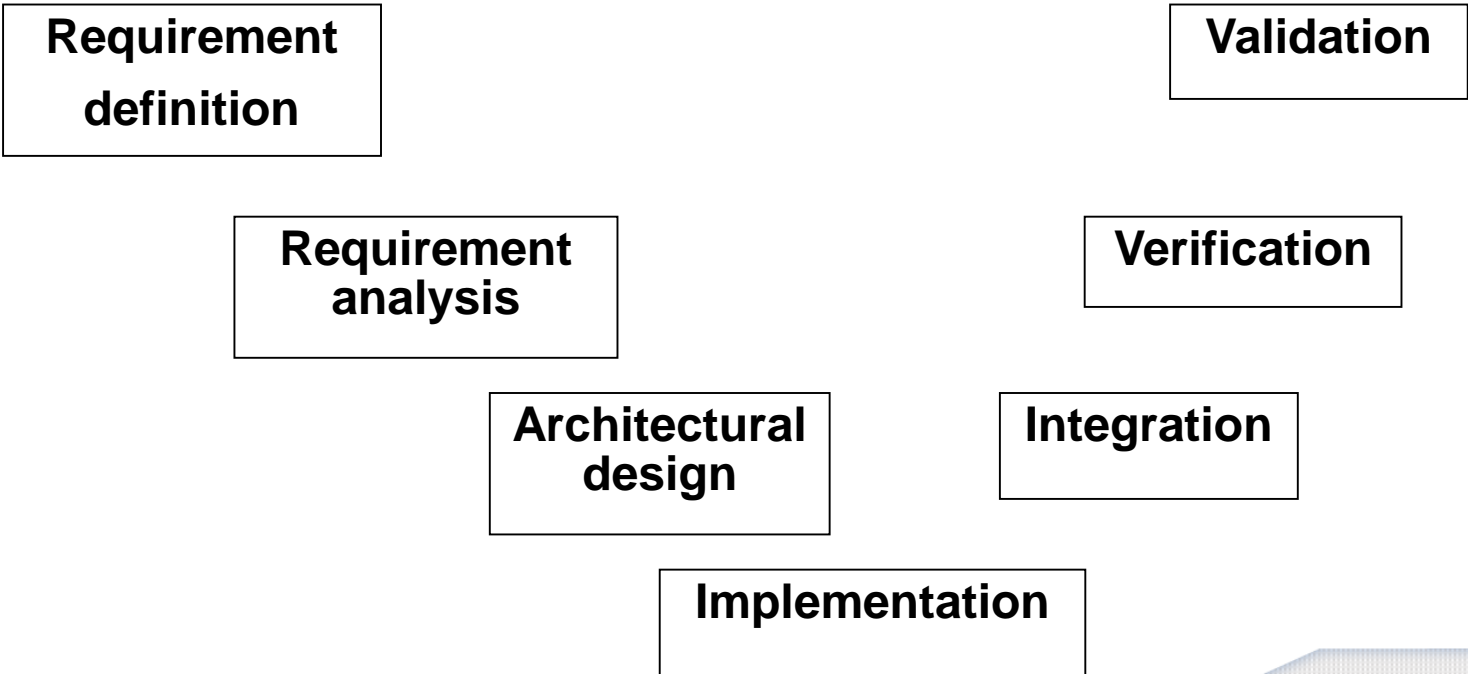 Requirement
definition
Validation
Requirement
analysis
Verification
Architectural
design
Integration
Implementation